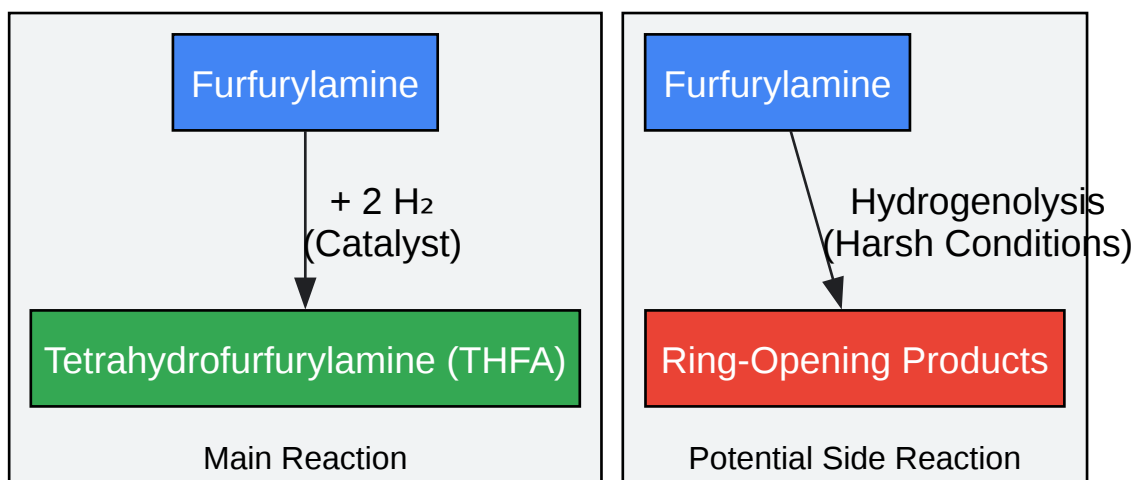 Furfurylamine
+ 2 H₂
(Catalyst)
Tetrahydrofurfurylamine (THFA)
Main Reaction
Furfurylamine
Hydrogenolysis
(Harsh Conditions)
Ring-Opening Products
Potential Side Reaction